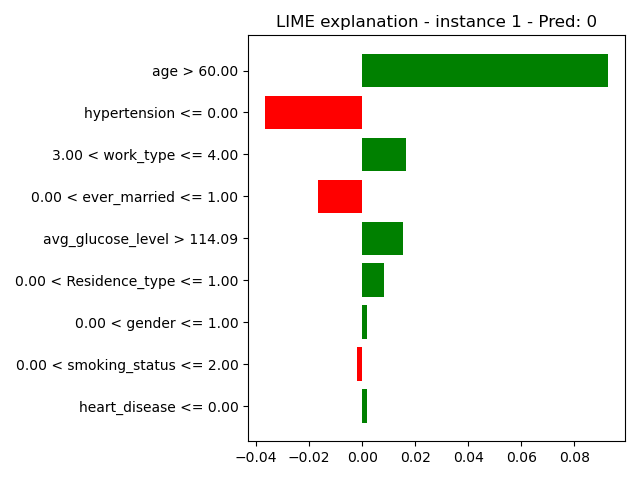 LIME explanation - instance 1 - Pred: 0
age > 60.00
hypertension <= 0.00
3.00 < work_type <= 4.00
0.00 < ever_married <= 1.00
avg_glucose_level > 114.09
0.00 < Residence_type <= 1.00
0.00 < gender <= 1.00
0.00 < smoking_status <= 2.00
heart_disease <= 0.00
−0.04 −0.02 0.00 0.02 0.04 0.06 0.08